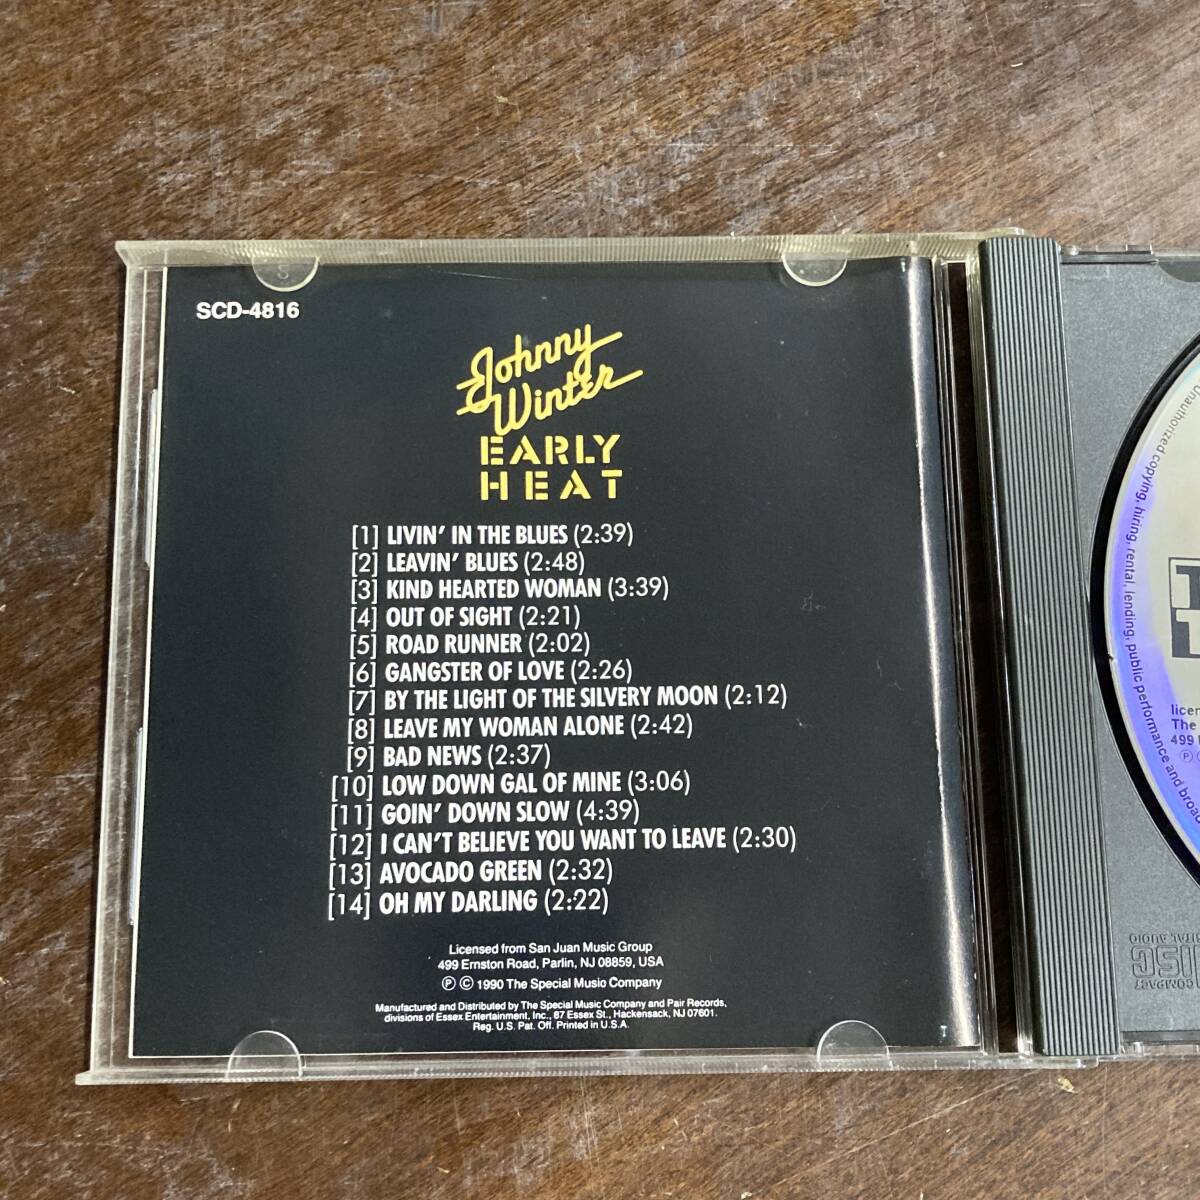 SCD-4816
Johnny
Winter
EARLY
HEAT
[1] LIVIN' IN THE BLUES (2:39)
[2] LEAVIN' BLUES (2:48)
[3] KIND HEARTED WOMAN (3:39)
[4] OUT OF SIGHT (2:21)
[5] ROAD RUNNER (2:02)
[6] GANGSTER OF LOVE (2:26)
[7] BY THE LIGHT OF THE SILVERY MOON (2:12)
[8] LEAVE MY WOMAN ALONE (2:42)
[9] BAD NEWS (2:37)
[10] LOW DOWN GAL OF MINE (3:06)
[11] GOIN' DOWN SLOW (4:39)
[12] I CAN'T BELIEVE YOU WANT TO LEAVE (2:30)
[13] AVOCADO GREEN (2:32)
[14] OH MY DARLING (2:22)
Licensed from San Juan Music Group
499 Ernston Road, Parlin, NJ 08859, USA
Ⓟ © 1990 The Special Music Company
Manufactured and Distributed by The Special Music Company and Pair Records,
divisions of Essex Entertainment, Inc., 87 Essex St., Hackensack, NJ 07601.
Reg. U.S. Pat. Off. Printed in U.S.A.
Unauthorized copying, hiring, rental, lending, public performance and broad
licen
The
499
Ⓟ
DISC
COMPACT
DIGITAL AUDIO